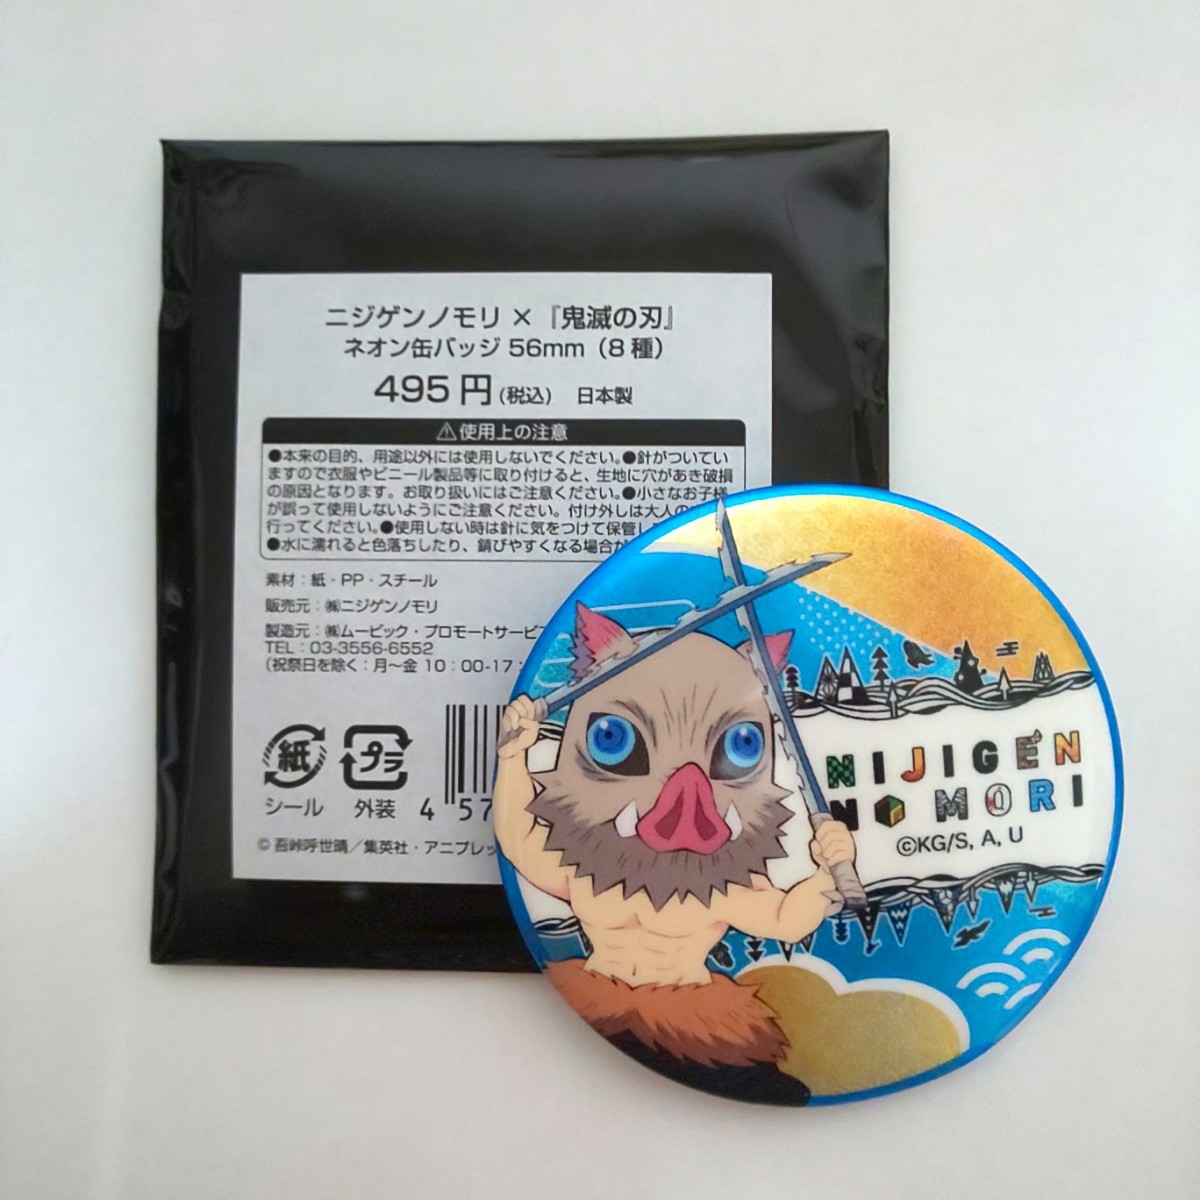 ニジゲンノモリ×『鬼滅の刃』
ネオン缶バッジ 56mm（8種）
495円(税込) 日本製
⚠使用上の注意
●本来の目的、用途以外には使用しないでください。●針がついてい
ますので衣服やビニール製品等に取り付けると、生地に穴があき破損
の原因となります。お取り扱いにはご注意ください。●小さなお子様
が誤って使用しないようにご注意ください。付け外しは大人の
行ってください。●使用しない時は針に気をつけて保管し
●水に濡れると色落ちしたり、錆びやすくなる場合が
素材：紙・PP・スチール
販売元：㈱ニジゲンノモリ
製造元：㈱ムービック・プロモートサービ
TEL：03-3556-6552
（祝祭日を除く：月～金 10：00-17：
紙
プラ
シール
外装
4 57
©吾峠呼世晴／集英社・アニプレッ
NIJIGEN
NO MORI
©KG/S, A, U